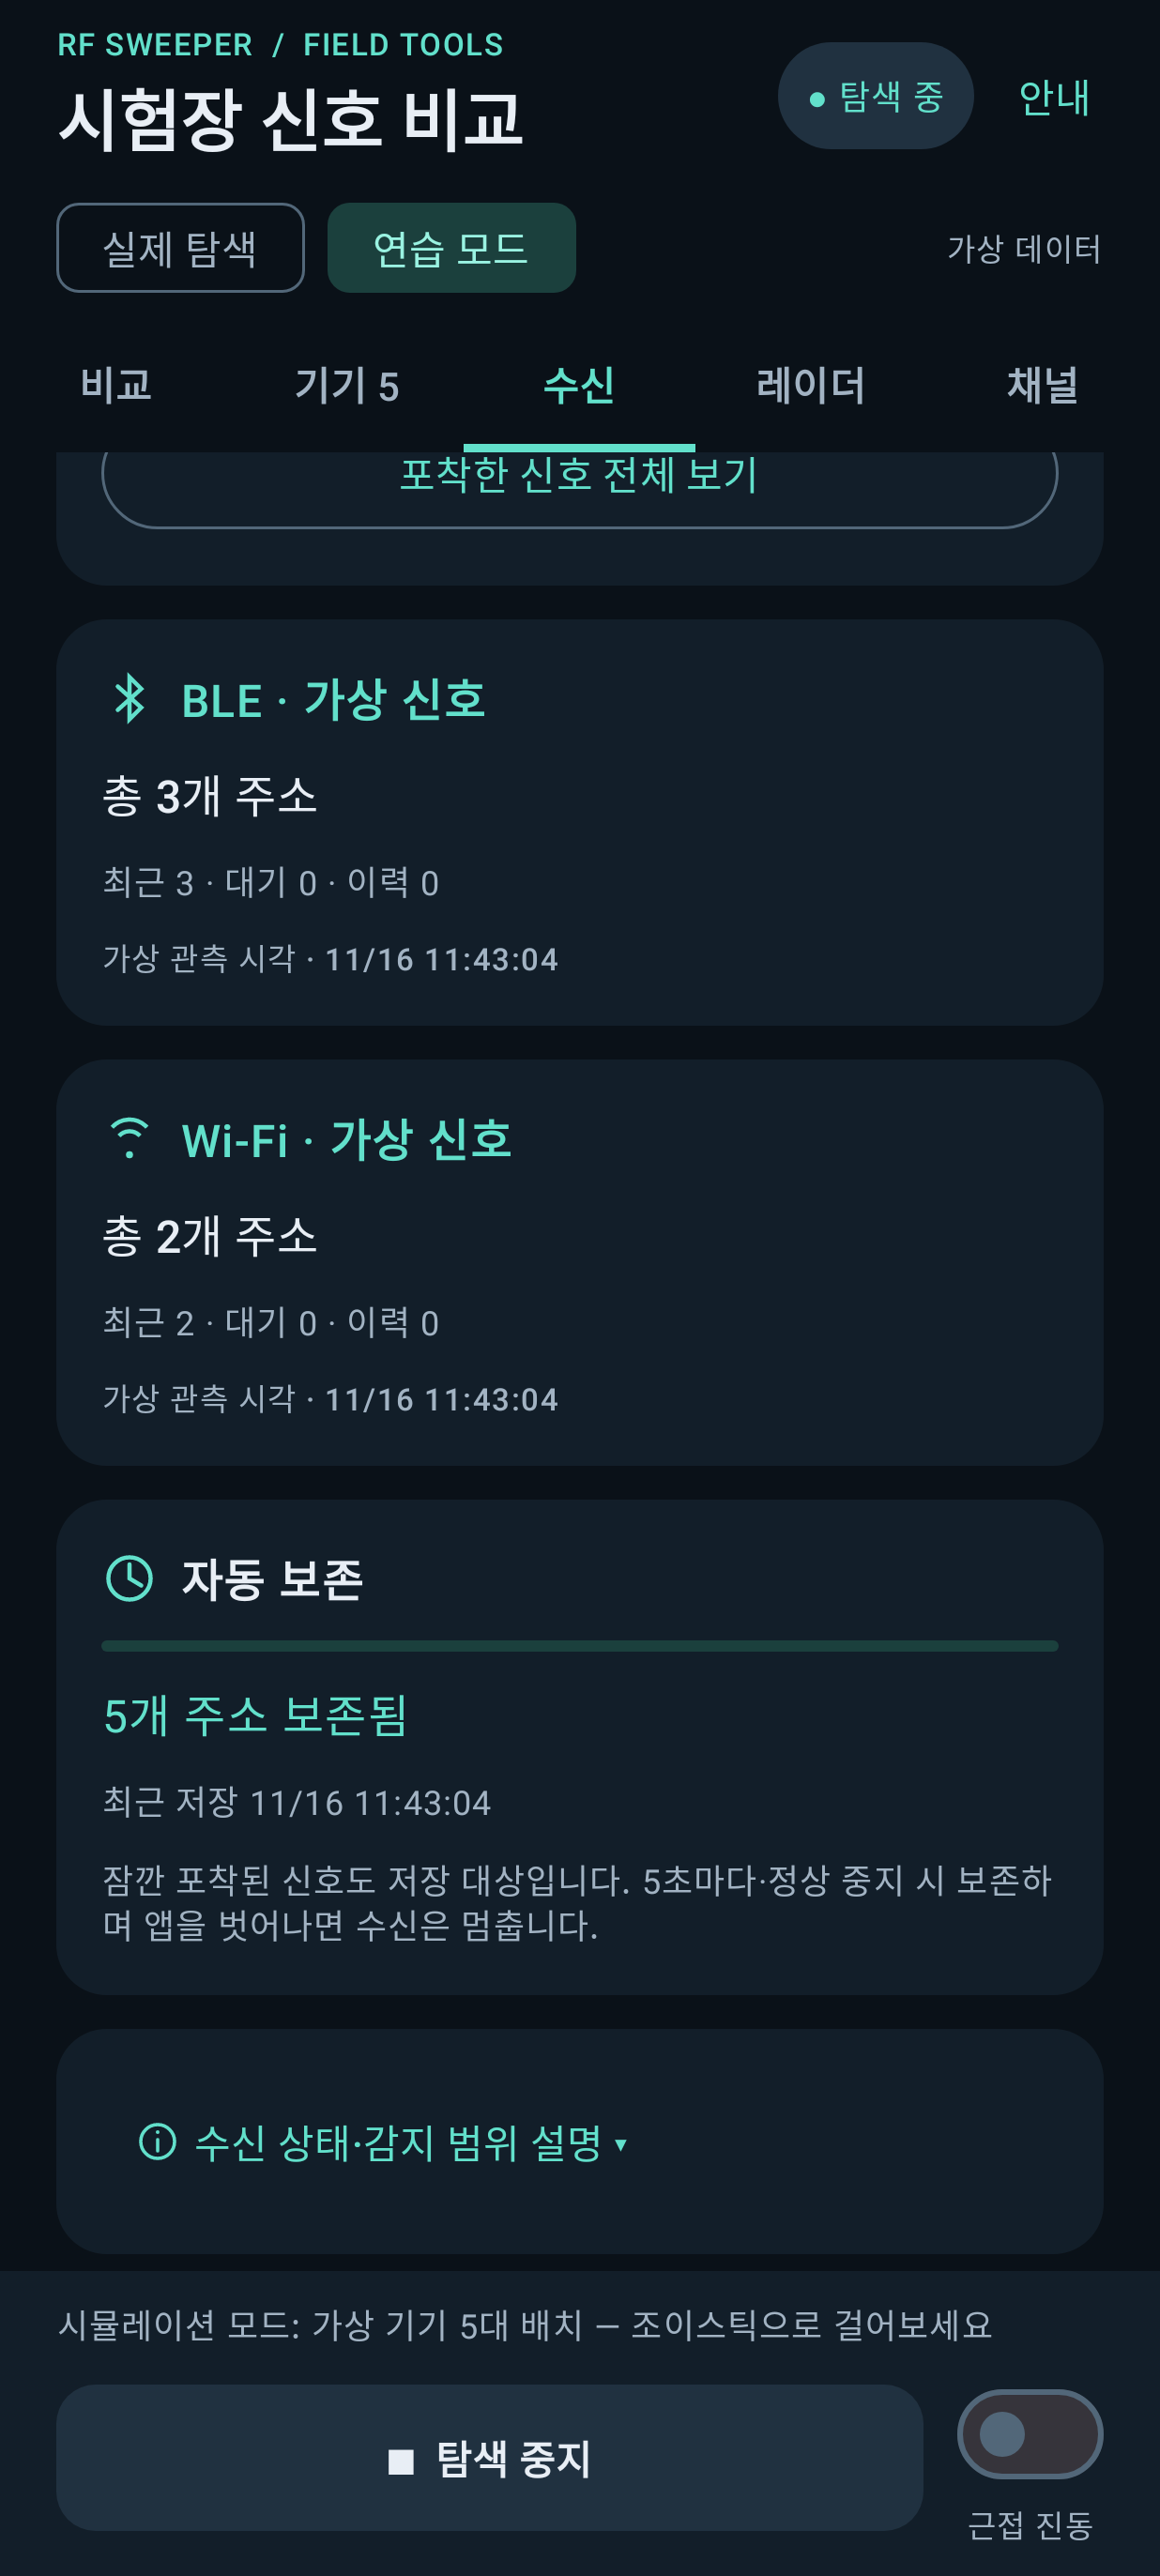 RF SWEEPER / FIELD TOOLS
시험장 신호 비교
● 탐색 중
안내
실제 탐색
연습 모드
가상 데이터
비교
기기 5
수신
레이더
채널
포착한 신호 전체 보기
BLE · 가상 신호
총 3개 주소
최근 3 · 대기 0 · 이력 0
가상 관측 시각 · 11/16 11:43:04
Wi-Fi · 가상 신호
총 2개 주소
최근 2 · 대기 0 · 이력 0
가상 관측 시각 · 11/16 11:43:04
자동 보존
5개 주소 보존됨
최근 저장 11/16 11:43:04
잠깐 포착된 신호도 저장 대상입니다. 5초마다·정상 중지 시 보존하
며 앱을 벗어나면 수신은 멈춥니다.
수신 상태·감지 범위 설명 ▾
시뮬레이션 모드: 가상 기기 5대 배치 — 조이스틱으로 걸어보세요
■ 탐색 중지
근접 진동